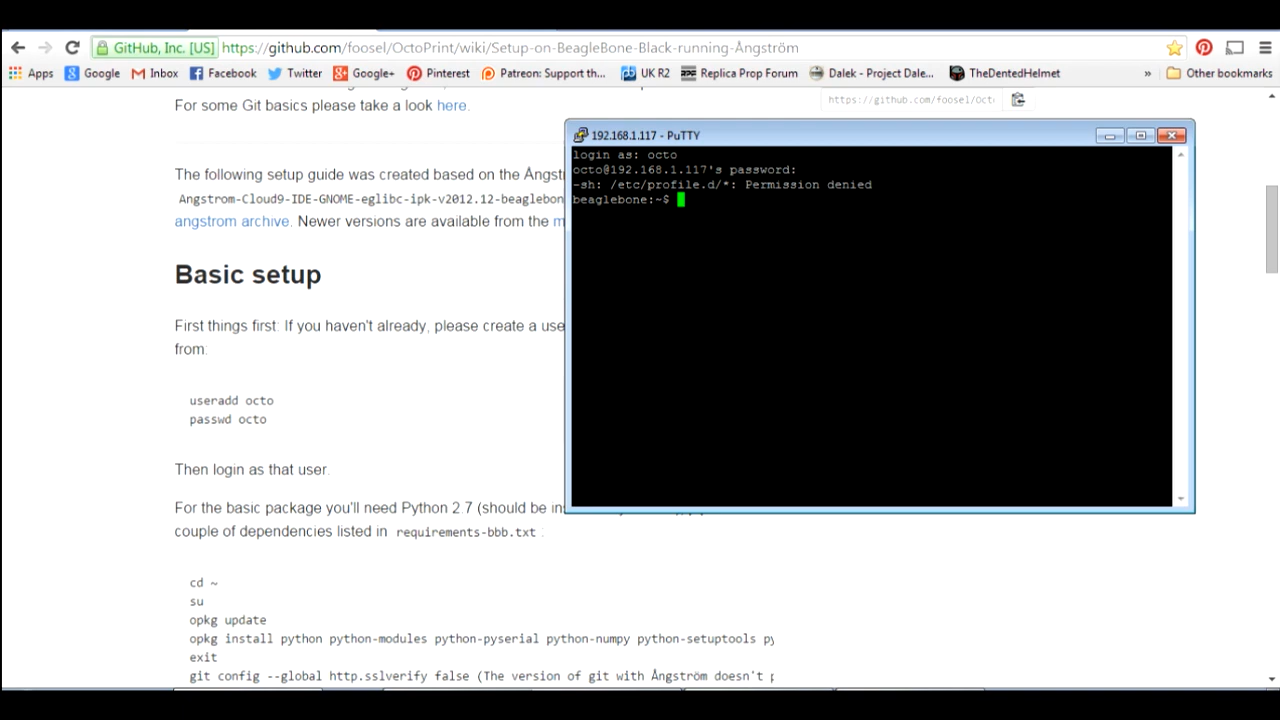 GitHub, Inc. [US] https://github.com/foosel/OctoPrint/wiki/Setup-on-BeagleBone-Black-running-Angström
Apps Google Inbox Facebook Twitter Google+ Pinterest Patreon: Support th... UK R2 Replica Prop Forum Dalek - Project Dale... TheDentedHelmet » Other bookmarks
For some Git basics please take a look here.
https://github.com/foosel/Oct
The following setup guide was created based on the Ångst
Angstrom-Cloud9-IDE-GNOME-eglibc-ipk-v2012.12-beaglebon
angstrom archive. Newer versions are available from the m
Basic setup
First things first: If you haven't already, please create a use
from:
useradd octo
passwd octo
Then login as that user.
For the basic package you'll need Python 2.7 (should be ins
couple of dependencies listed in requirements-bbb.txt :
cd ~
su
opkg update
opkg install python python-modules python-pyserial python-numpy python-setuptools py
exit
git config --global http.sslverify false (The version of git with Ångström doesn't p
192.168.1.117 - PuTTY
login as: octo
octo@192.168.1.117's password:
-sh: /etc/profile.d/*: Permission denied
beaglebone:~$